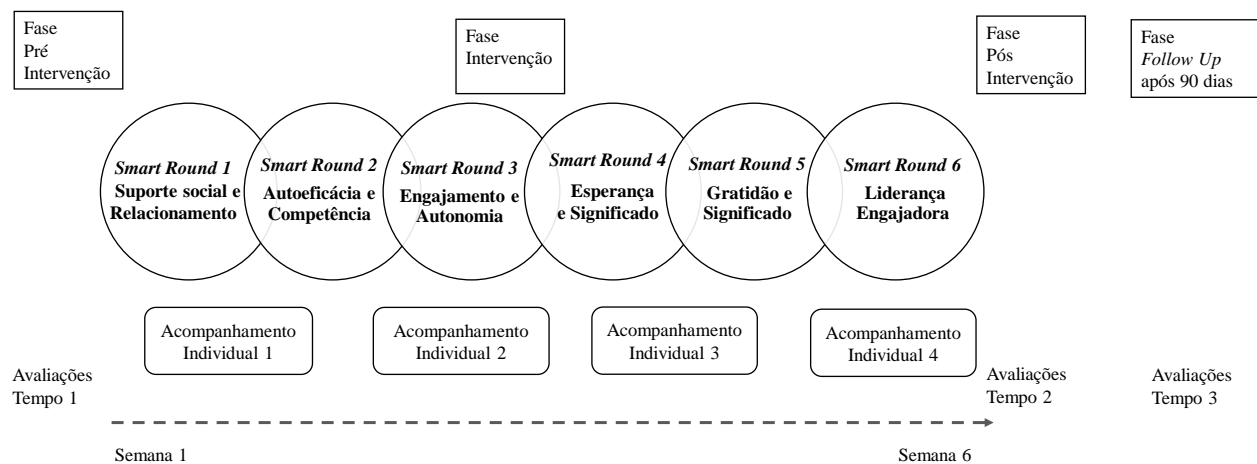 Fase
Pré
Intervenção
Fase
Intervenção
Fase
Pós
Intervenção
Fase
Follow Up
após 90 dias
Smart Round 1
Suporte social e
Relacionamento
Smart Round 2
Autoeficácia e
Competência
Smart Round 3
Engajamento e
Autonomia
Smart Round 4
Esperança
e Significado
Smart Round 5
Gratidão e
Significado
Smart Round 6
Liderança
Engajadora
Acompanhamento
Individual 1
Acompanhamento
Individual 2
Acompanhamento
Individual 3
Acompanhamento
Individual 4
Avaliações
Tempo 1
Avaliações
Tempo 2
Avaliações
Tempo 3
Semana 1
Semana 6